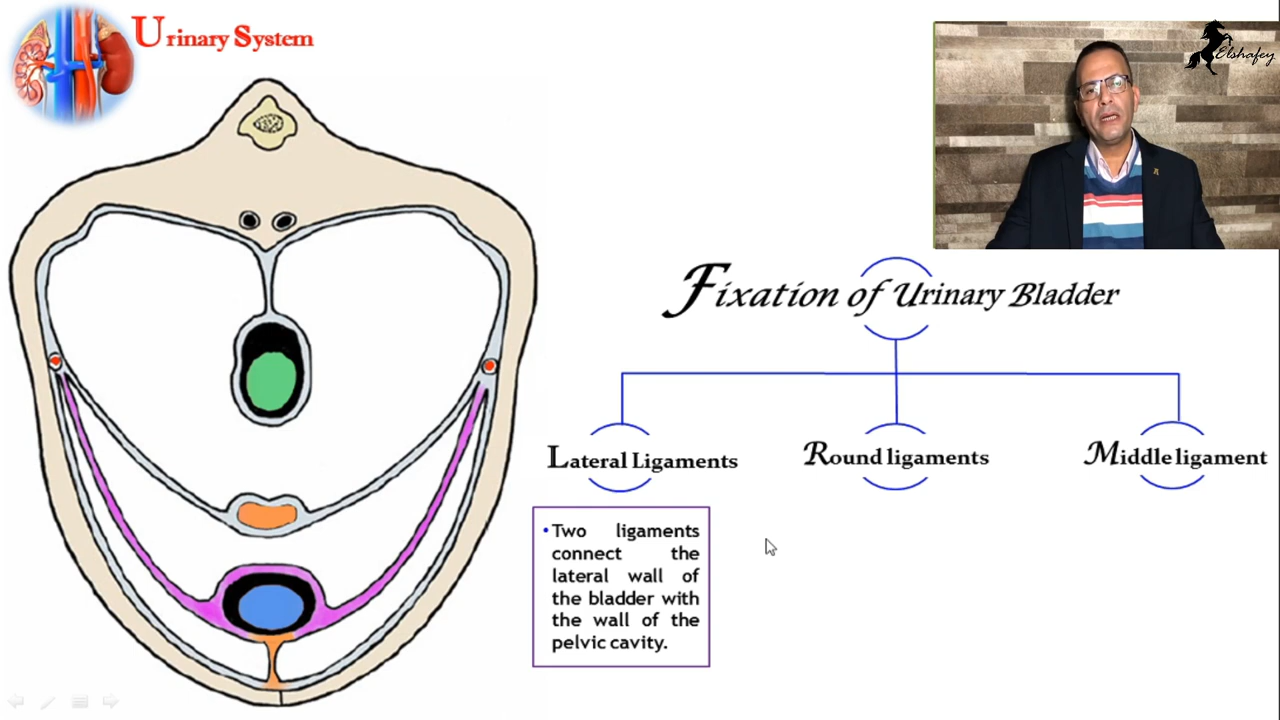 Urinary System
Elshafey
Fixation of Urinary Bladder
Lateral Ligaments
Round ligaments
Middle ligament
• Two ligaments
connect the
lateral wall of
the bladder with
the wall of the
pelvic cavity.